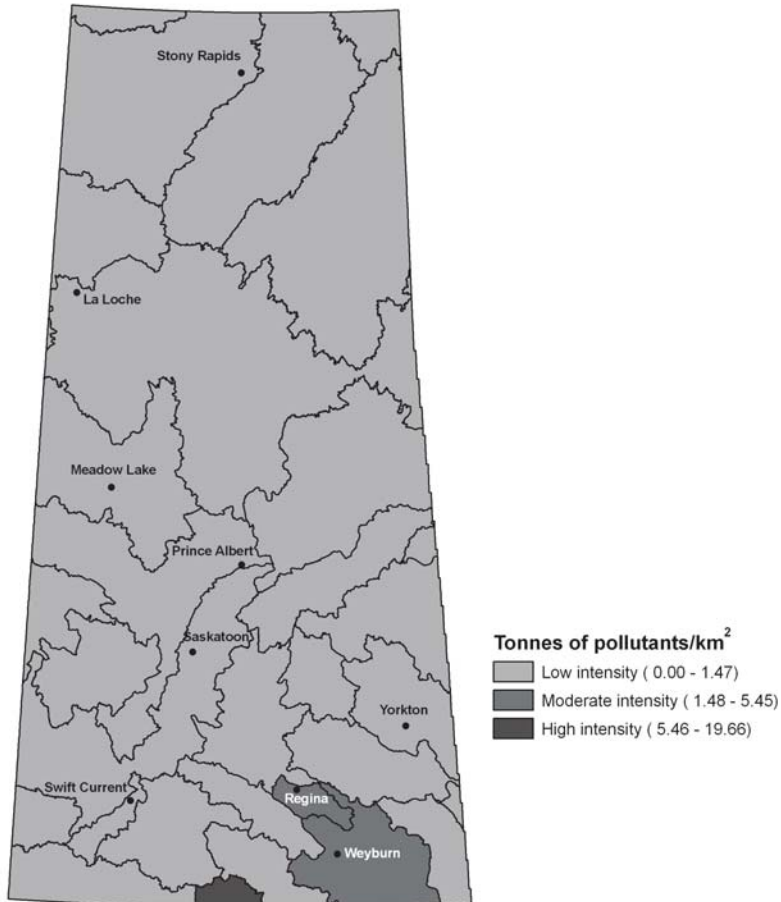 Stony Rapids
La Loche
Meadow Lake
Prince Albert
Saskatoon
Tonnes of pollutants/km²
Low intensity ( 0.00 - 1.47)
Moderate intensity ( 1.48 - 5.45)
High intensity ( 5.46 - 19.66)
Yorkton
Swift Current
Regina
Weyburn